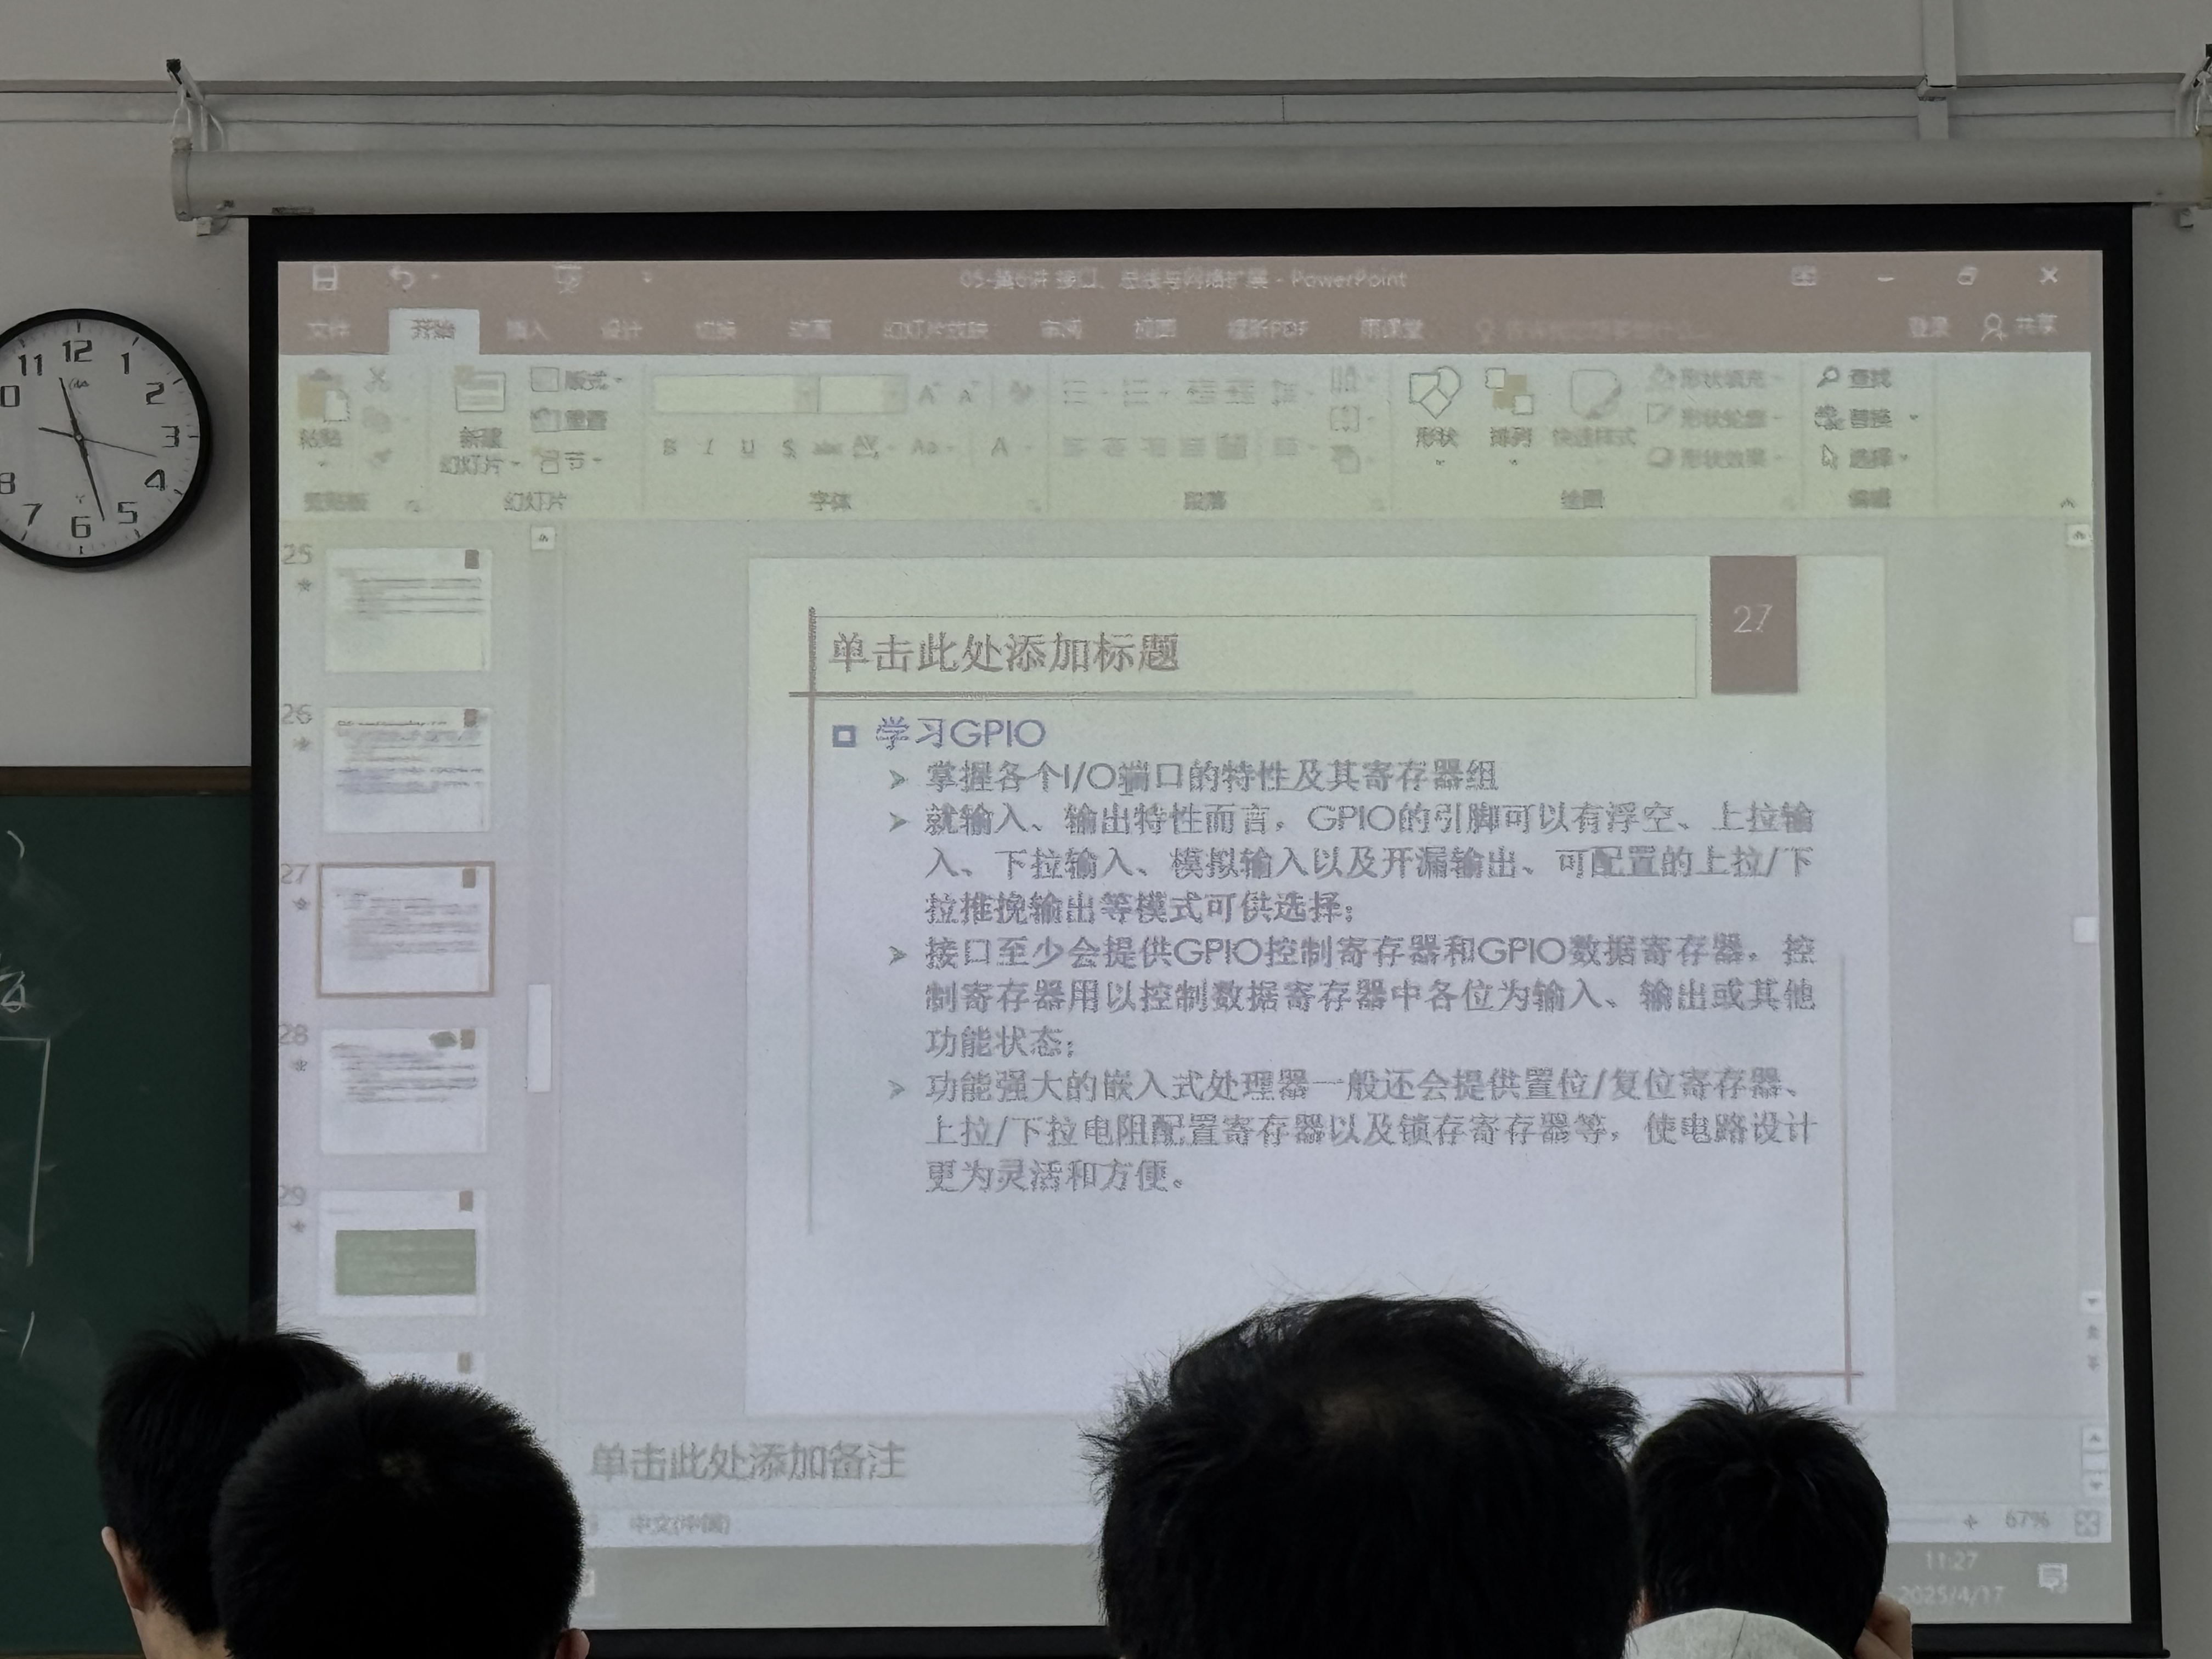 05-第6讲 接口、总线与网络扩展 - PowerPoint
文件 开始 插入 设计 切换 动画 幻灯片放映 审阅 视图 福昕PDF 雨课堂 登录 共享
粘贴 新建 幻灯片 版式 重置 节 B I U S abc AV Aa A 形状 排列 快速样式 形状填充 形状轮廓 形状效果 查找 替换 选择
剪贴板 幻灯片 字体 段落 绘图 编辑
12
11 1
2
3
4
8
7 6 5
25
26
27
28
29
27
单击此处添加标题
学习GPIO
掌握各个I/O端口的特性及其寄存器组
就输入、输出特性而言，GPIO的引脚可以有浮空、上拉输
入、下拉输入、模拟输入以及开漏输出、可配置的上拉/下
拉推挽输出等模式可供选择；
接口至少会提供GPIO控制寄存器和GPIO数据寄存器，控
制寄存器用以控制数据寄存器中各位为输入、输出或其他
功能状态；
功能强大的嵌入式处理器一般还会提供置位/复位寄存器、
上拉/下拉电阻配置寄存器以及锁存寄存器等，使电路设计
更为灵活和方便。
单击此处添加备注
中文(中国)
67%
11:27
2025/4/17